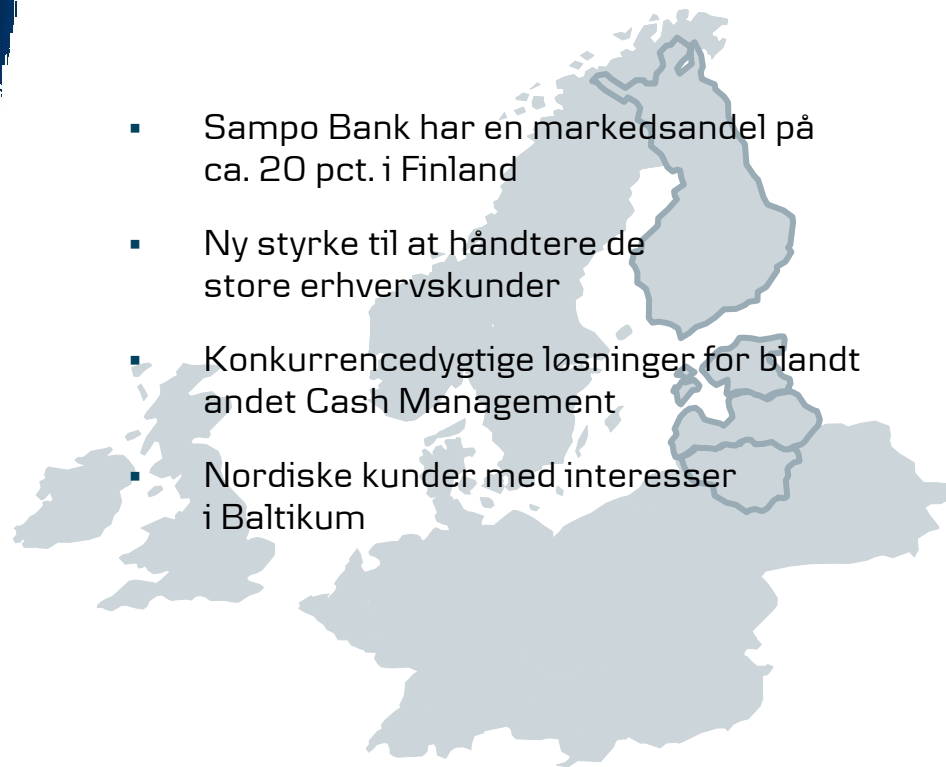 ▪ Sampo Bank har en markedsandel på
ca. 20 pct. i Finland
▪ Ny styrke til at håndtere de
store erhvervskunder
▪ Konkurrencedygtige løsninger for blandt
andet Cash Management
▪ Nordiske kunder med interesser
i Baltikum